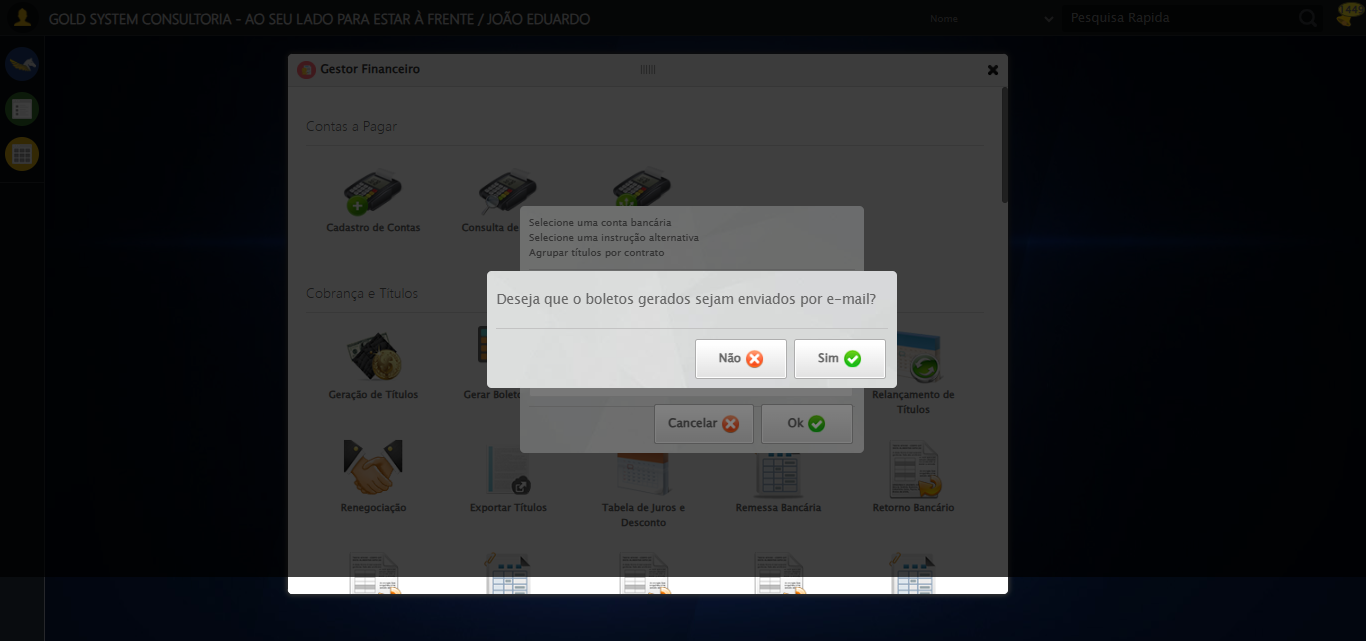 GOLD SYSTEM CONSULTORIA - AO SEU LADO PARA ESTAR À FRENTE / JOÃO EDUARDO
Nome
Pesquisa Rapida
Gestor Financeiro
Contas a Pagar
Cadastro de Contas
Consulta de
Selecione uma conta bancária
Selecione uma instrução alternativa
Agrupar títulos por contrato
Deseja que o boletos gerados sejam enviados por e-mail?
Não
Sim
Cobrança e Titulos
Geração de Títulos
Gerar Boleto
Relançamento de
Títulos
Cancelar
Ok
Renegociação
Exportar Títulos
Tabela de Juros e
Desconto
Remessa Bancária
Retorno Bancário